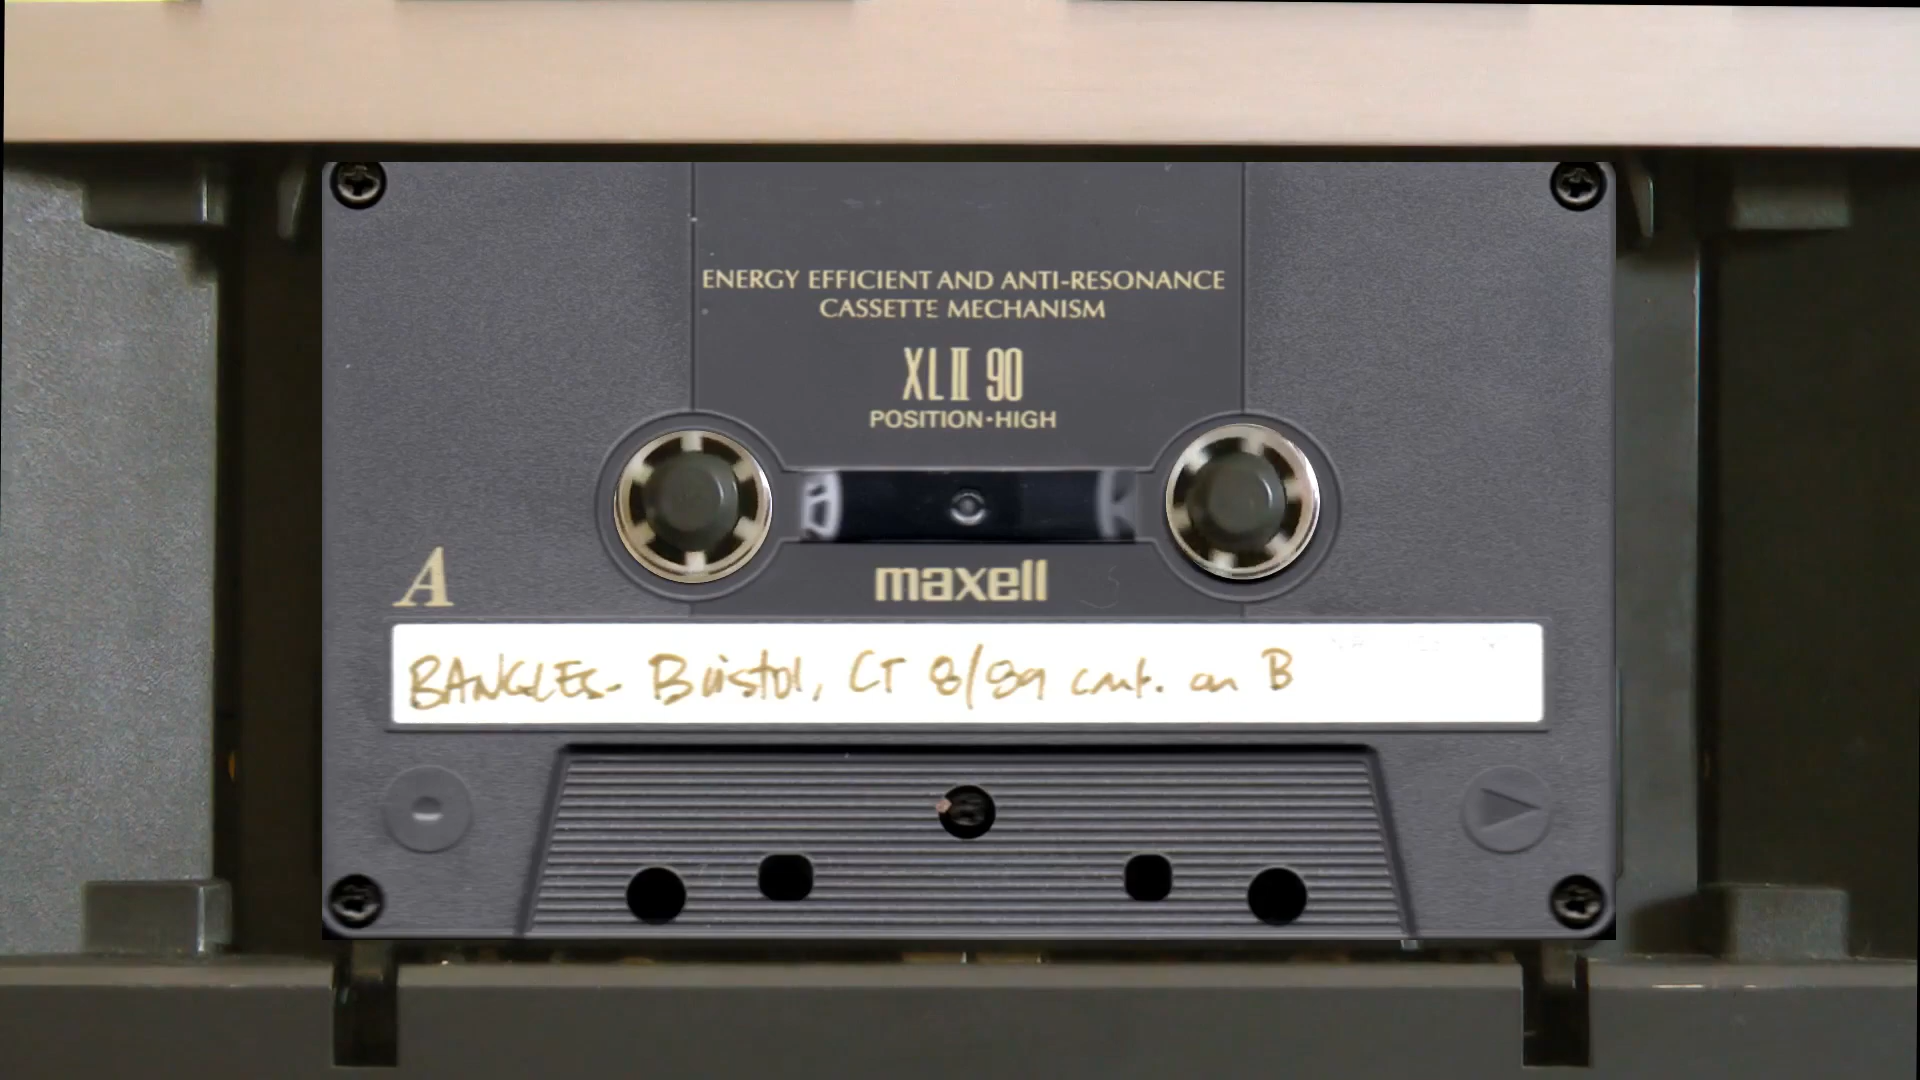 ENERGY EFFICIENT AND ANTI-RESONANCE
CASSETTE MECHANISM
XLII 90
POSITION•HIGH
maxell
A
BANGLES- Bristol, CT 8/89 cont. on B